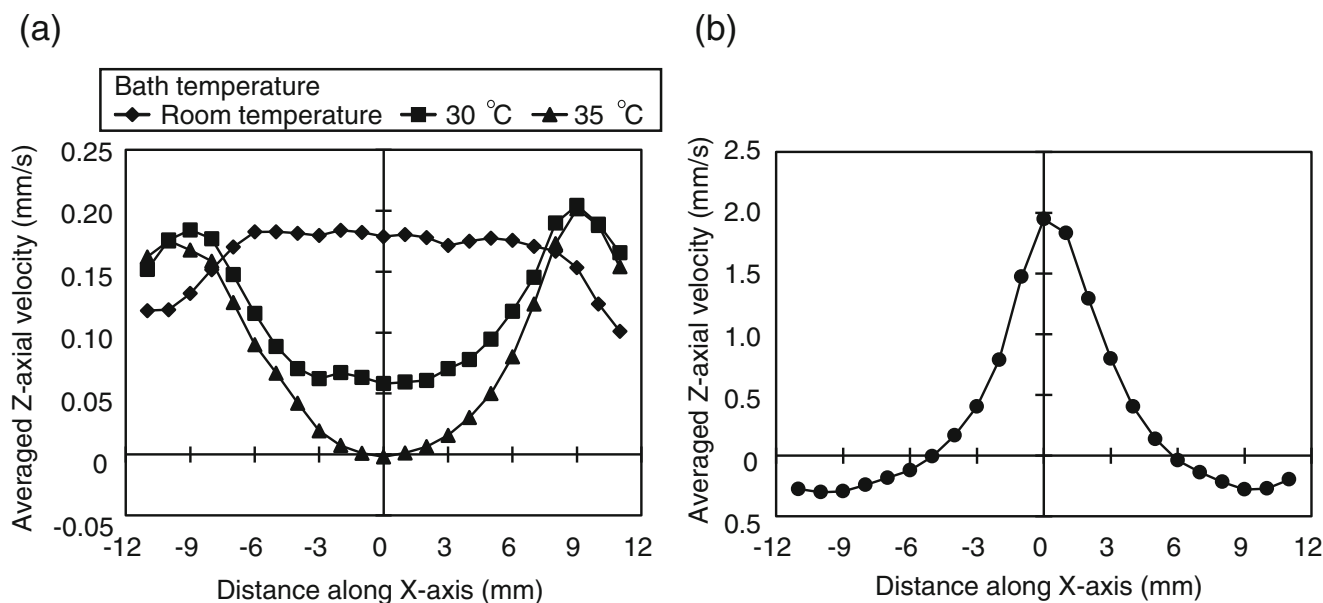 (a)
Bath temperature
Room temperature 30 °C 35 °C
0.25
0.20
0.15
0.10
0.05
0
-0.05
-12 -9 -6 -3 0 3 6 9 12
Averaged Z-axial velocity (mm/s)
Distance along X-axis (mm)
(b)
2.5
2.0
1.5
1.0
0.5
0
0.5
-12 -9 -6 -3 0 3 6 9 12
Averaged Z-axial velocity (mm/s)
Distance along X-axis (mm)